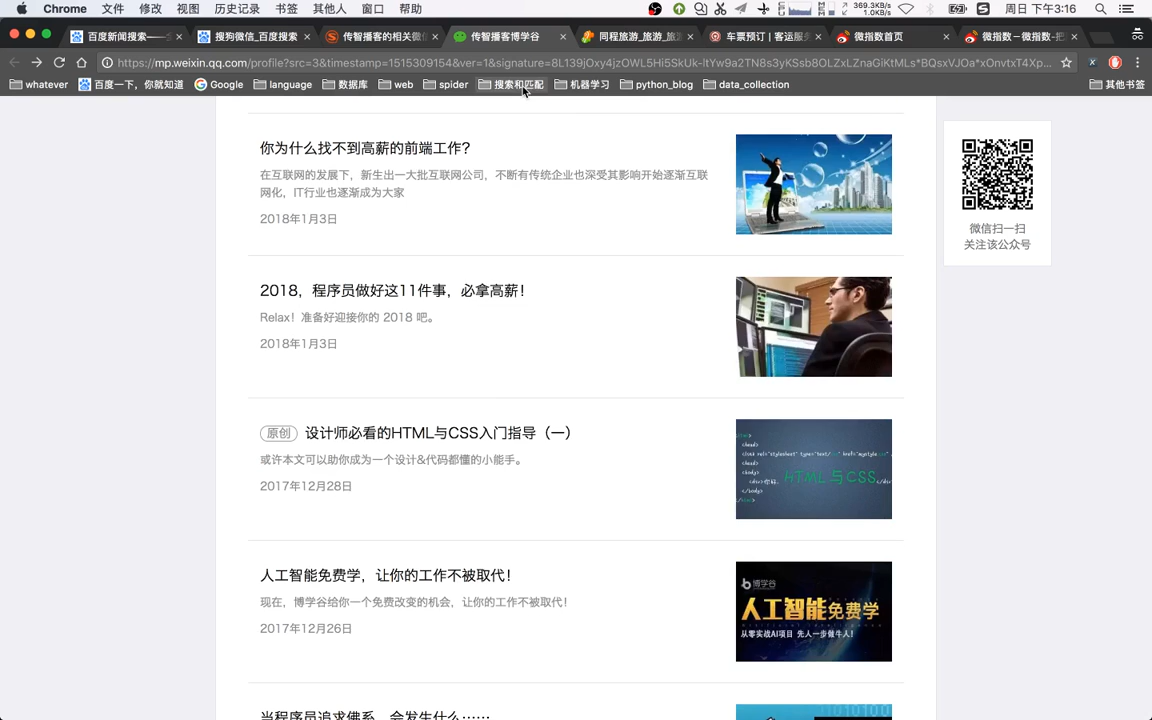 Chrome 文件 修改 视图 历史记录 书签 其他人 窗口 帮助 369.3KB/s 1.0KB/s 周日 下午3:16
百度新闻搜索 搜狗微信_百度搜索 传智播客的相关微信 传智播客博学谷 同程旅游_旅游_ 车票预订 | 客运服务 微指数首页 微指数－微指数-把
https://mp.weixin.qq.com/profile?src=3&timestamp=1515309154&ver=1&signature=
whatever 百度一下，你就知道 Google language 数据库 web spider 搜索和匹配 机器学习 python_blog data_collection 其他书签
你为什么找不到高薪的前端工作?
在互联网的发展下，新生出一大批互联网公司，不断有传统企业也深受其影响开始逐渐互联
网化，IT行业也逐渐成为大家
2018年1月3日
微信扫一扫
关注该公众号
2018，程序员做好这11件事，必拿高薪！
Relax！准备好迎接你的 2018 吧。
2018年1月3日
原创 设计师必看的HTML与CSS入门指导（一）
或许本文可以助你成为一个设计&代码都懂的小能手。
2017年12月28日
<head>
</head>
<body>
</body>
HTML与CSS
人工智能免费学，让你的工作不被取代！
现在，博学谷给你一个免费改变的机会，让你的工作不被取代！
2017年12月26日
博学谷
人工智能免费学
从零实战AI项目 先人一步做牛人！
当程序员追求佛系，会发生什么……